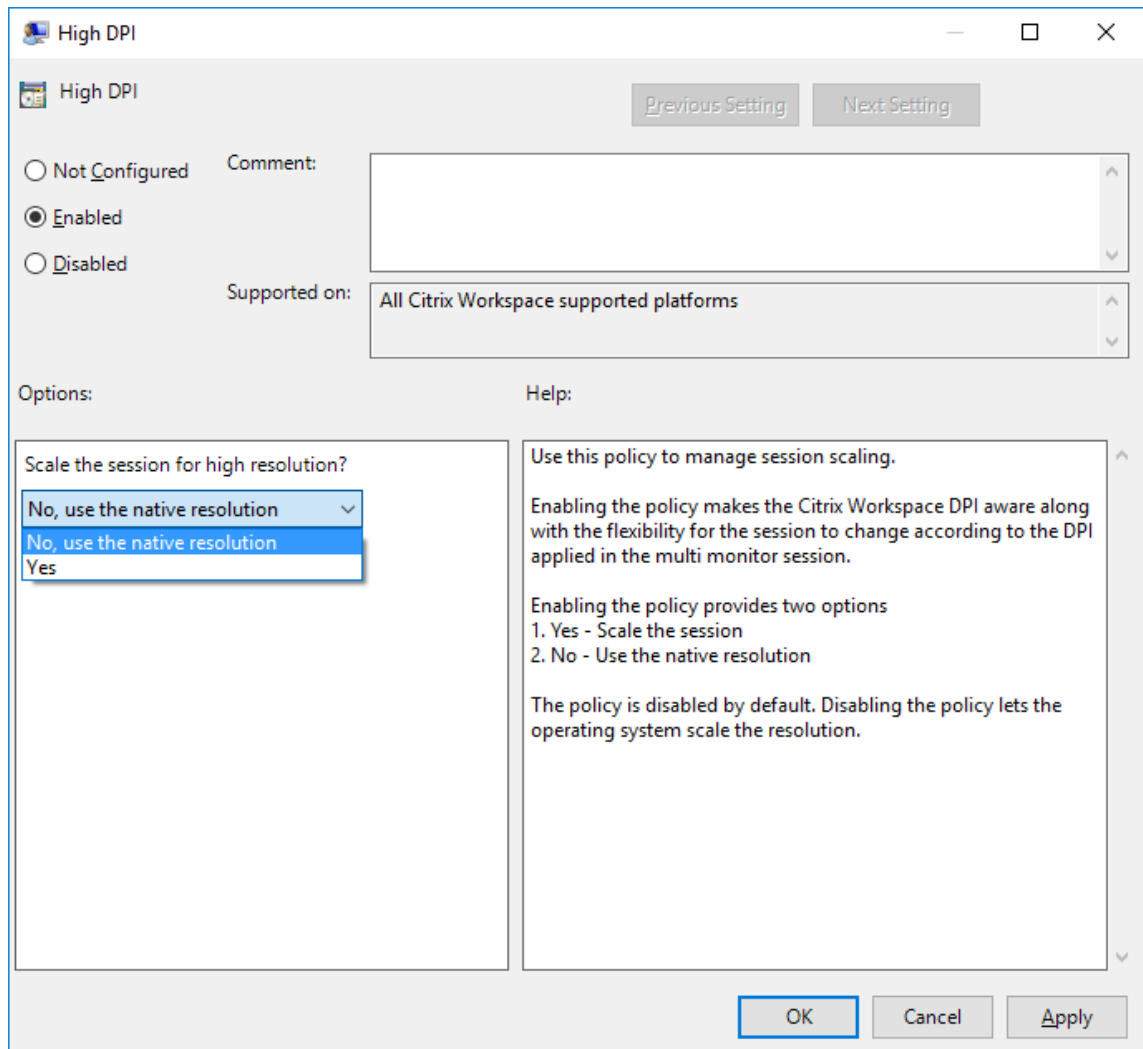 High DPI
High DPI
Previous Setting
Next Setting
Not Configured
Enabled
Disabled
Comment:
Supported on:
All Citrix Workspace supported platforms
Options:
Help:
Scale the session for high resolution?
No, use the native resolution
No, use the native resolution
Yes
Use this policy to manage session scaling.
Enabling the policy makes the Citrix Workspace DPI aware along
with the flexibility for the session to change according to the DPI
applied in the multi monitor session.
Enabling the policy provides two options
1. Yes - Scale the session
2. No - Use the native resolution
The policy is disabled by default. Disabling the policy lets the
operating system scale the resolution.
OK
Cancel
Apply